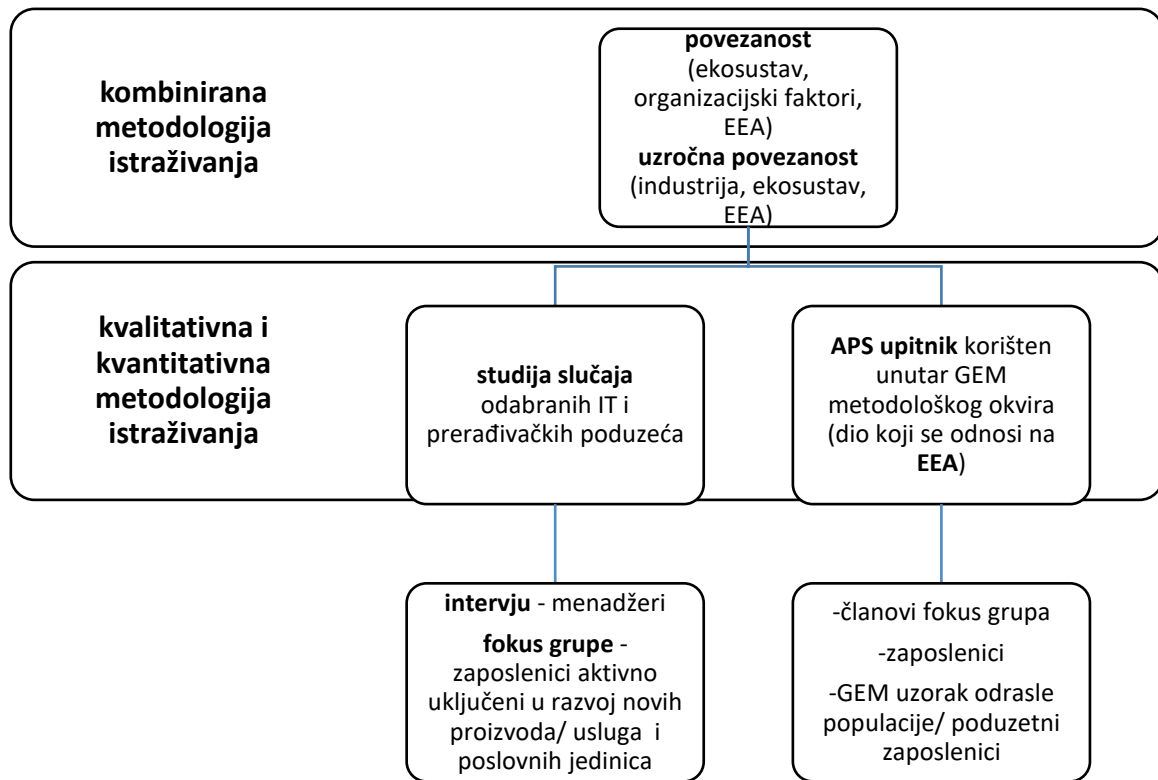 kombinirana
metodologija
istraživanja
povezanost
(ekosustav,
organizacijski faktori,
EEA)
uzročna povezanost
(industrija, ekosustav,
EEA)
kvalitativna i
kvantitativna
metodologija
istraživanja
studija slučaja
odabranih IT i
prerađivačkih poduzeća
APS upitnik korišten
unutar GEM
metodološkog okvira
(dio koji se odnosi na
EEA)
intervju - menadžeri
fokus grupe -
zaposlenici aktivno
uključeni u razvoj novih
proizvoda/ usluga i
poslovnih jedinica
-članovi fokus grupa
-zaposlenici
-GEM uzorak odrasle
populacije/ poduzetni
zaposlenici